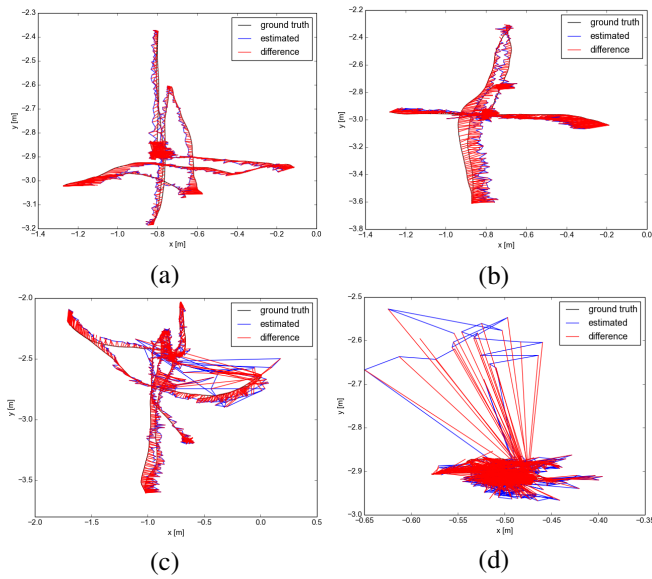 ground truth
estimated
difference
y [m]
−2.3
−2.4
−2.5
−2.6
−2.7
−2.8
−2.9
−3.0
−3.1
−3.2
−1.4 −1.2 −1.0 −0.8 −0.6 −0.4 −0.2 0.0
x [m]
(a)
ground truth
estimated
difference
y [m]
−2.2
−2.4
−2.6
−2.8
−3.0
−3.2
−3.4
−3.6
−3.8
−1.4 −1.2 −1.0 −0.8 −0.6 −0.4 −0.2 0.0
x [m]
(b)
ground truth
estimated
difference
y [m]
−2.0
−2.5
−3.0
−3.5
−2.0 −1.5 −1.0 −0.5 0.0 0.5
x [m]
(c)
ground truth
estimated
difference
y [m]
−2.5
−2.6
−2.7
−2.8
−2.9
−3.0
−0.65 −0.60 −0.55 −0.50 −0.45 −0.40 −0.35
x [m]
(d)